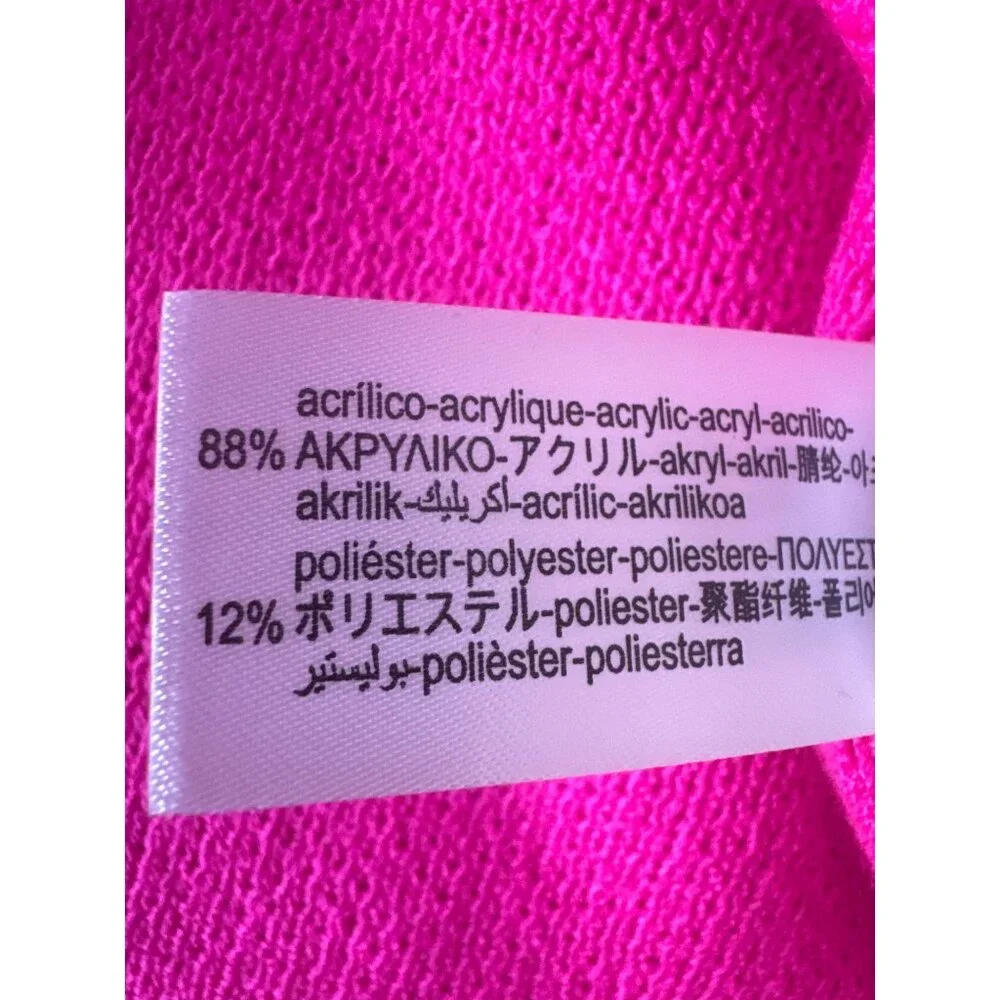 acrílico-acrylique-acrylic-acryl-acrilico-
88% ΑΚΡΥΛΙΚΟ-アクリル-akryl-akril-腈纶-아크
akrilik-أكريليك-acrílic-akrilikoa
poliéster-polyester-poliestere-ΠΟΛΥΕΣΤ
12% ポリエステル-poliester-聚酯纤维-폴리에
بوليستير-polièster-poliesterra